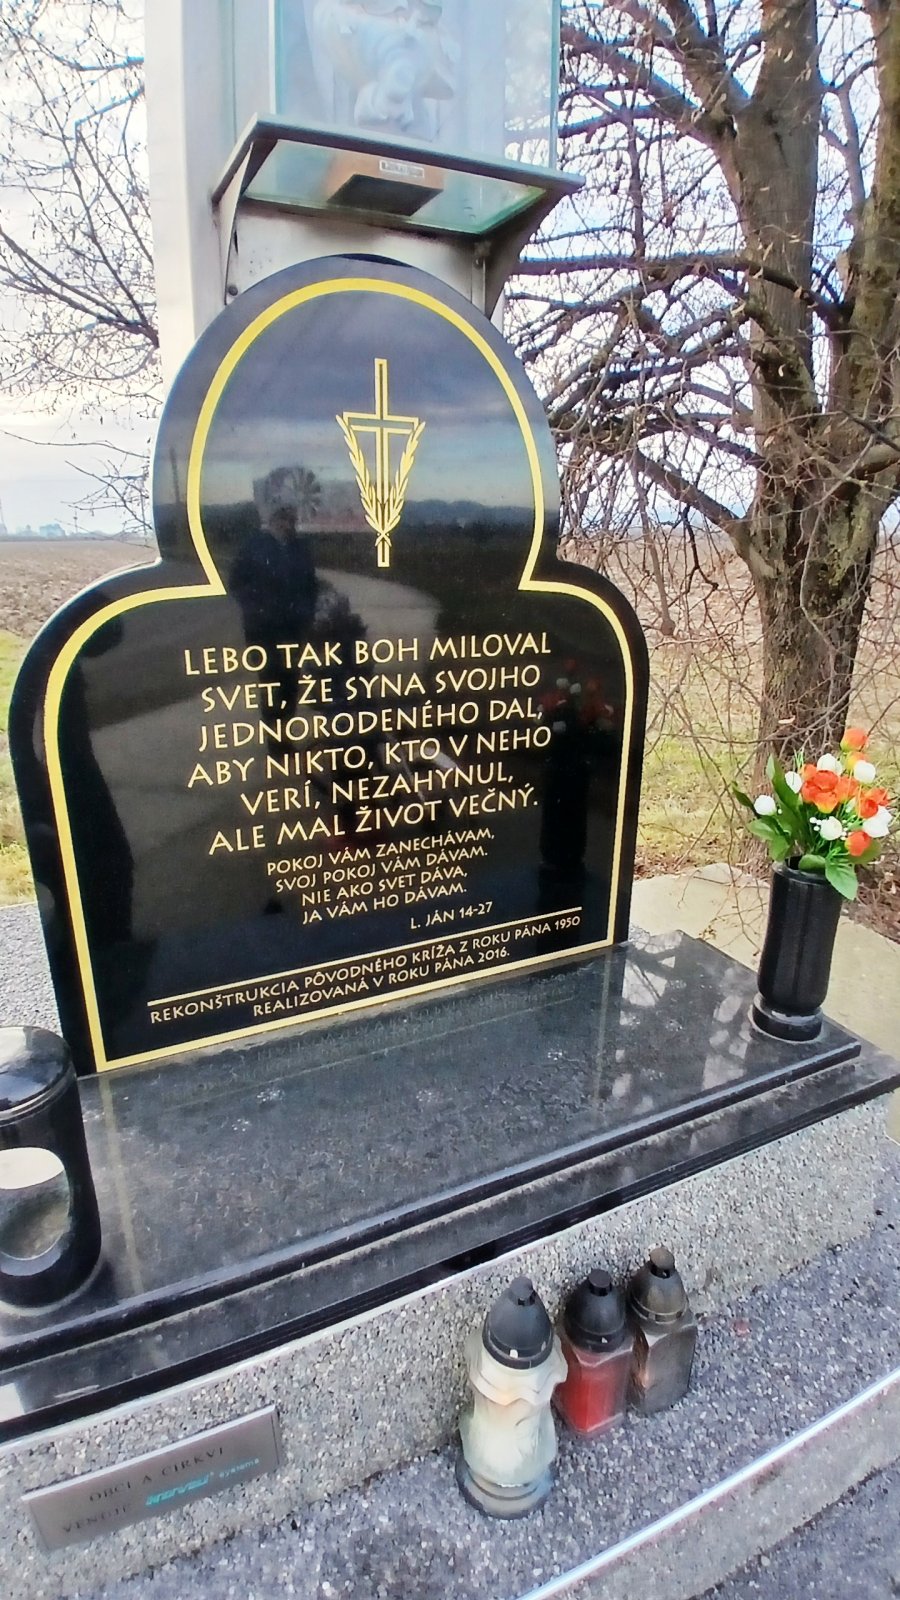 LEBO TAK BOH MILOVAL
SVET, ŽE SYNA SVOJHO
JEDNORODENÉHO DAL,
ABY NIKTO, KTO V NEHO
VERÍ, NEZAHYNUL,
ALE MAL ŽIVOT VEČNÝ.
POKOJ VÁM ZANECHÁVAM,
SVOJ POKOJ VÁM DÁVAM.
NIE AKO SVET DÁVA,
JA VÁM HO DÁVAM.
L. JÁN 14-27
REKONŠTRUKCIA PÔVODNÉHO KRÍŽA Z ROKU PÁNA 1950
REALIZOVANÁ V ROKU PÁNA 2016.
OBCI A CIRKVI
VENUJE systems